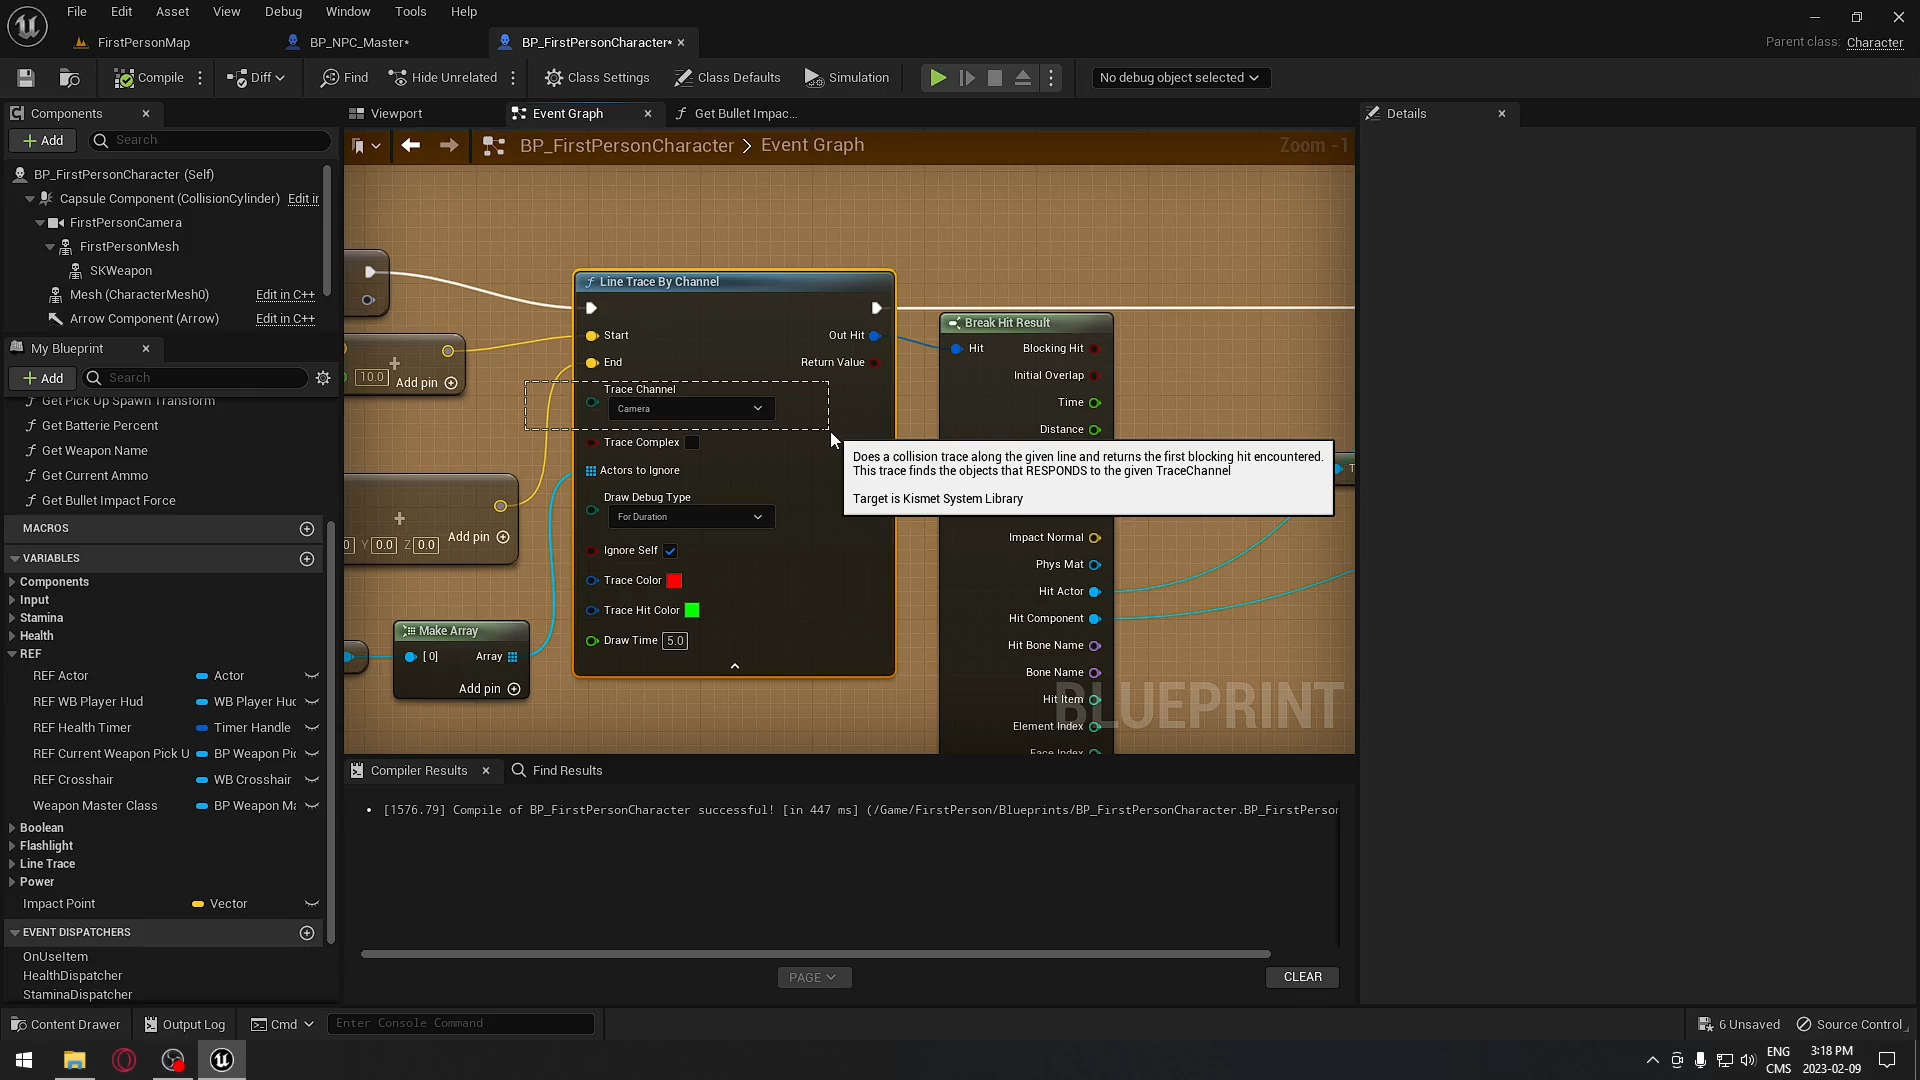 File Edit Asset View Debug Window Tools Help
FirstPersonMap
BP_NPC_Master*
BP_FirstPersonCharacter*
Parent class: Character
Compile
Diff
Find
Hide Unrelated
Class Settings
Class Defaults
Simulation
No debug object selected
Components
Add
Search
BP_FirstPersonCharacter (Self)
Capsule Component (CollisionCylinder) Edit in
FirstPersonCamera
FirstPersonMesh
SKWeapon
Mesh (CharacterMesh0) Edit in C++
Arrow Component (Arrow) Edit in C++
My Blueprint
Add
Search
Get Pick Up Spawn Transform
Get Batterie Percent
Get Weapon Name
Get Current Ammo
Get Bullet Impact Force
MACROS
VARIABLES
Components
Input
Stamina
Health
REF
REF Actor Actor
REF WB Player Hud WB Player Hud
REF Health Timer Timer Handle
REF Current Weapon Pick U BP Weapon Pic
REF Crosshair WB Crosshair
Weapon Master Class BP Weapon Ma
Boolean
Flashlight
Line Trace
Power
Impact Point Vector
EVENT DISPATCHERS
OnUseItem
HealthDispatcher
StaminaDispatcher
Viewport
Event Graph
Get Bullet Impac...
BP_FirstPersonCharacter > Event Graph
Zoom -1
10.0
Add pin
0 Y 0.0 Z 0.0
Add pin
Make Array
[0] Array
Add pin
Line Trace By Channel
Start Out Hit
End Return Value
Trace Channel
Camera
Trace Complex
Actors to Ignore
Draw Debug Type
For Duration
Ignore Self
Trace Color
Trace Hit Color
Draw Time 5.0
Break Hit Result
Hit Blocking Hit
Initial Overlap
Time
Distance
Does a collision trace along the given line and returns the first blocking hit encountered.
This trace finds the objects that RESPONDS to the given TraceChannel
Target is Kismet System Library
Impact Normal
Phys Mat
Hit Actor
Hit Component
Hit Bone Name
Bone Name
Hit Item
Element Index
Face Index
T
BLUEPRINT
Compiler Results
Find Results
[1576.79] Compile of BP_FirstPersonCharacter successful! [in 447 ms] (/Game/FirstPerson/Blueprints/BP_FirstPersonCharacter.BP_FirstPerson
PAGE
CLEAR
Details
Content Drawer
Output Log
Cmd
Enter Console Command
6 Unsaved
Source Control
ENG
CMS
3:18 PM
2023-02-09